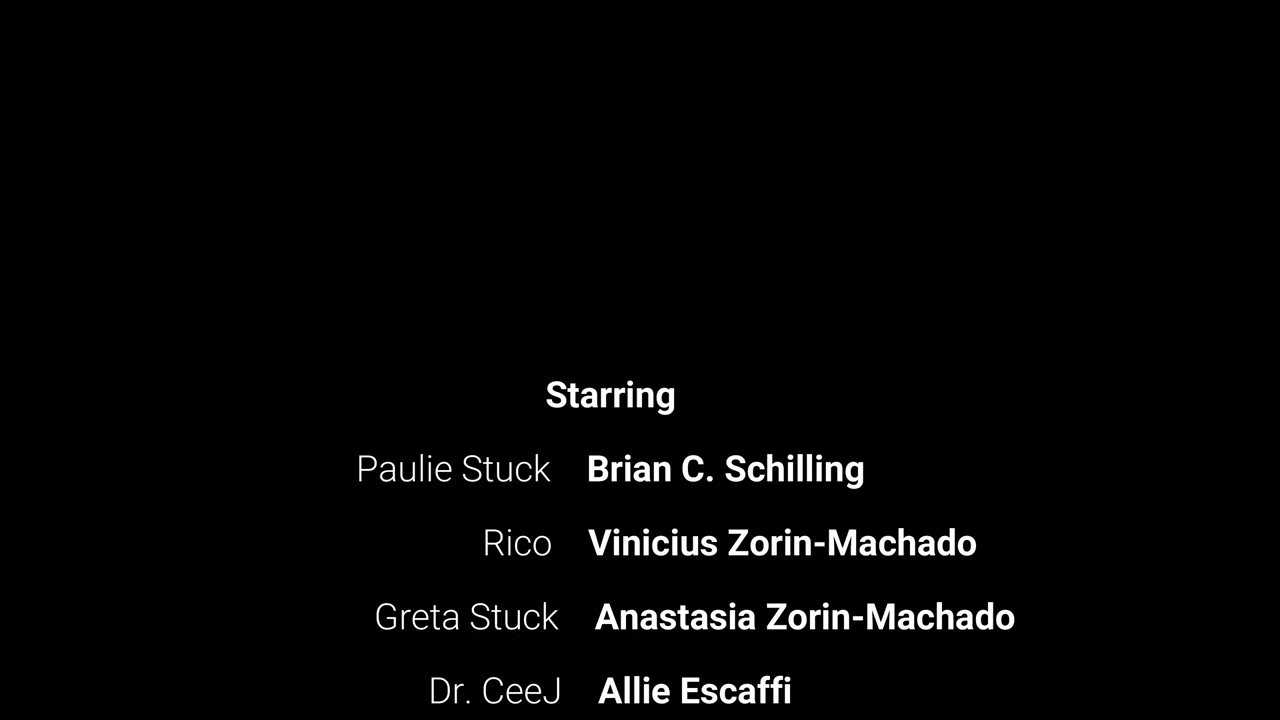 Starring
Paulie Stuck Brian C. Schilling
Rico Vinicius Zorin-Machado
Greta Stuck Anastasia Zorin-Machado
Dr. CeeJ Allie Escaffi